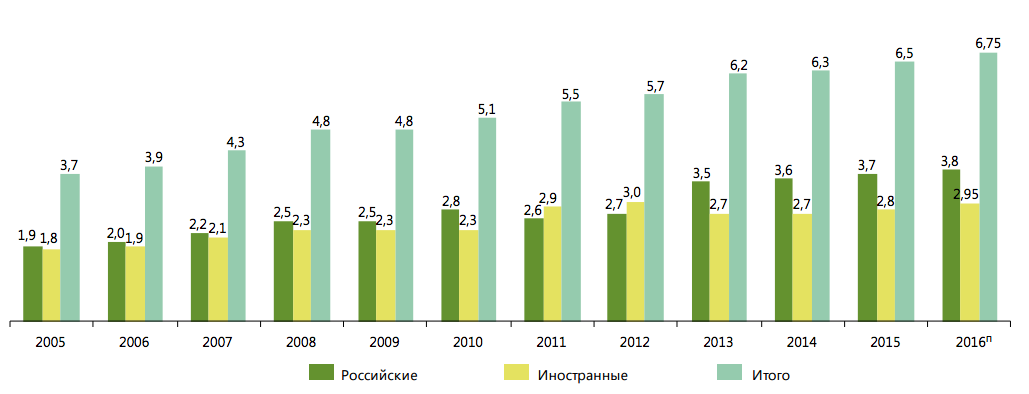 1,9 1,8 3,7
2,0 1,9 3,9
2,2 2,1 4,3
2,5 2,3 4,8
2,5 2,3 4,8
2,8 2,3 5,1
2,6 2,9 5,5
2,7 3,0 5,7
3,5 2,7 6,2
3,6 2,7 6,3
3,7 2,8 6,5
3,8 2,95 6,75
2005 2006 2007 2008 2009 2010 2011 2012 2013 2014 2015 2016п
Российские Иностранные Итого